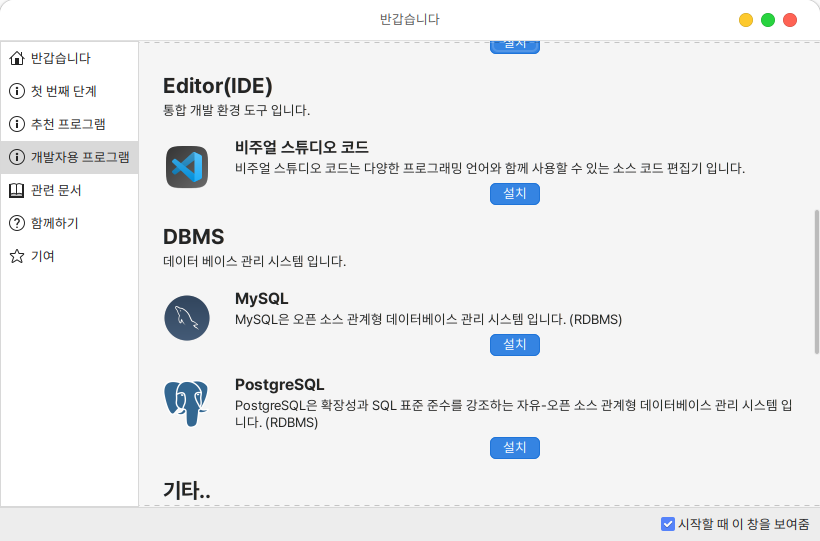 반갑습니다
반갑습니다
첫 번째 단계
추천 프로그램
개발자용 프로그램
관련 문서
함께하기
기여
설치
Editor(IDE)
통합 개발 환경 도구 입니다.
비주얼 스튜디오 코드
비주얼 스튜디오 코드는 다양한 프로그래밍 언어와 함께 사용할 수 있는 소스 코드 편집기 입니다.
설치
DBMS
데이터 베이스 관리 시스템 입니다.
MySQL
MySQL은 오픈 소스 관계형 데이터베이스 관리 시스템 입니다. (RDBMS)
설치
PostgreSQL
PostgreSQL은 확장성과 SQL 표준 준수를 강조하는 자유-오픈 소스 관계형 데이터베이스 관리 시스템 입
니다. (RDBMS)
설치
기타..
시작할 때 이 창을 보여줌